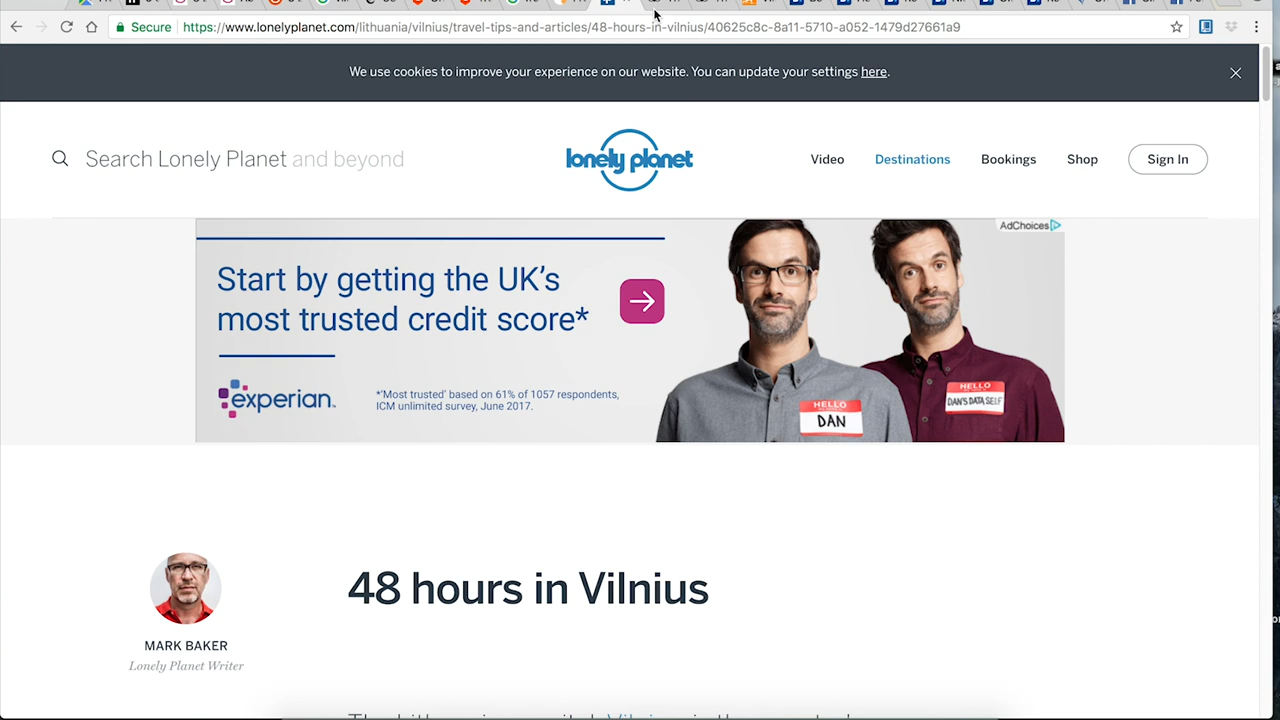 Secure https://www.lonelyplanet.com/lithuania/vilnius/travel-tips-and-articles/48-hours-in-vilnius/40625c8c-8a11-5710-a052-1479d27661a9
We use cookies to improve your experience on our website. You can update your settings here.
Search Lonely Planet and beyond
lonely planet
Video Destinations Bookings Shop Sign In
AdChoices
Start by getting the UK's
most trusted credit score*
experian.
*'Most trusted' based on 61% of 1057 respondents,
ICM unlimited survey, June 2017.
HELLO
DAN
HELLO
DAN'S DATA SELF
48 hours in Vilnius
MARK BAKER
Lonely Planet Writer